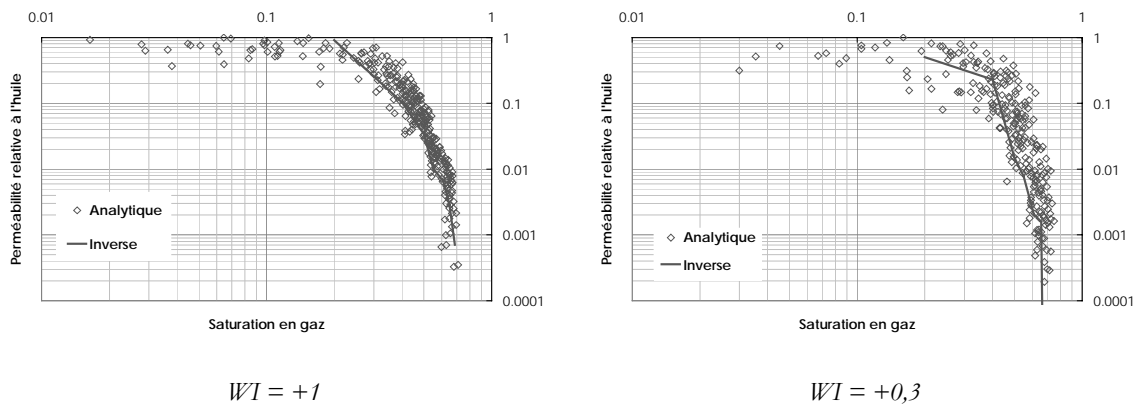 0.01 0.1 1
1
0.1
0.01
0.001
0.0001
Perméabilité relative à l'huile
Analytique
Inverse
Saturation en gaz
WI = +1
0.01 0.1 1
1
0.1
0.01
0.001
0.0001
Perméabilité relative à l'huile
Analytique
Inverse
Saturation en gaz
WI = +0,3